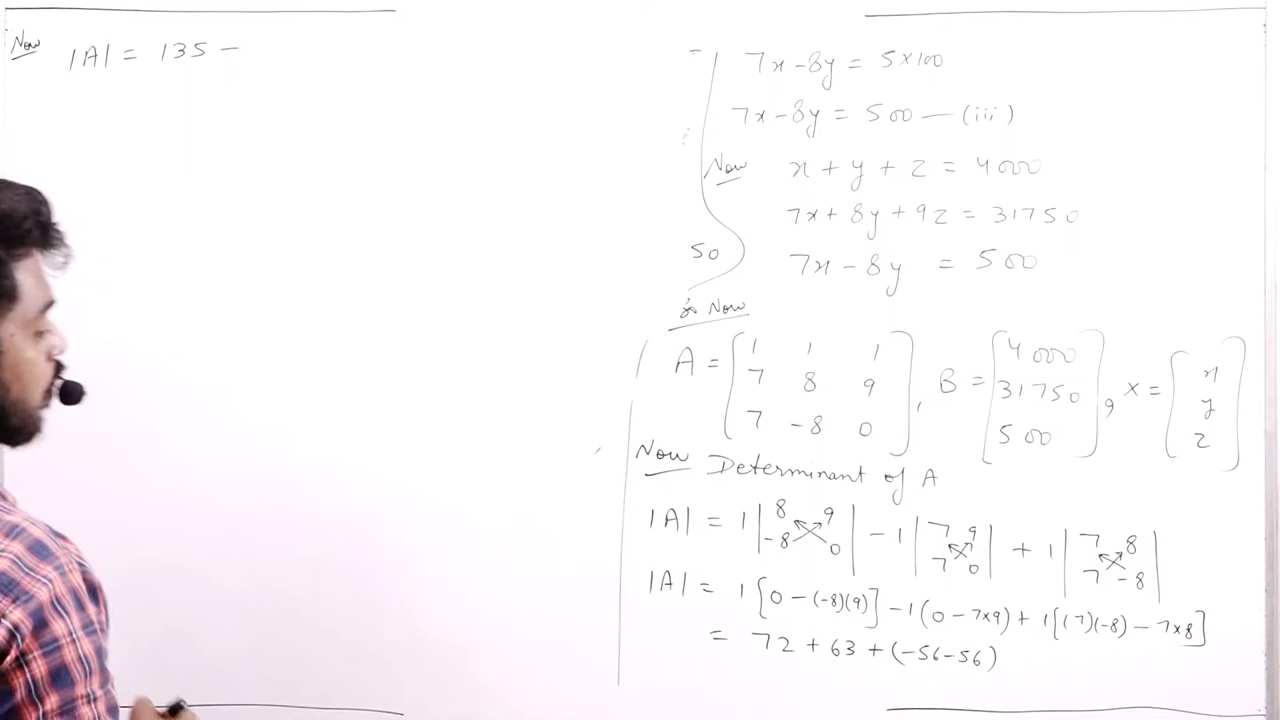 Now |A| = 135 –
7x - 8y = 5×100
7x - 8y = 500 — (iii)
Now x + y + z = 4000
7x + 8y + 9z = 31750
50
7x - 8y = 500
Now
A = [1 1 1; 7 8 9; 7 -8 0], B = [4000; 31750; 500], X = [x; y; z]
Now Determinant of A
|A| = 1 |8 9; -8 0| - 1 |7 9; 7 0| + 1 |7 8; 7 -8|
|A| = 1 [0 - (-8)(9)] - 1(0 - 7×9) + 1[(7)(-8) - 7×8]
= 72 + 63 + (-56-56)